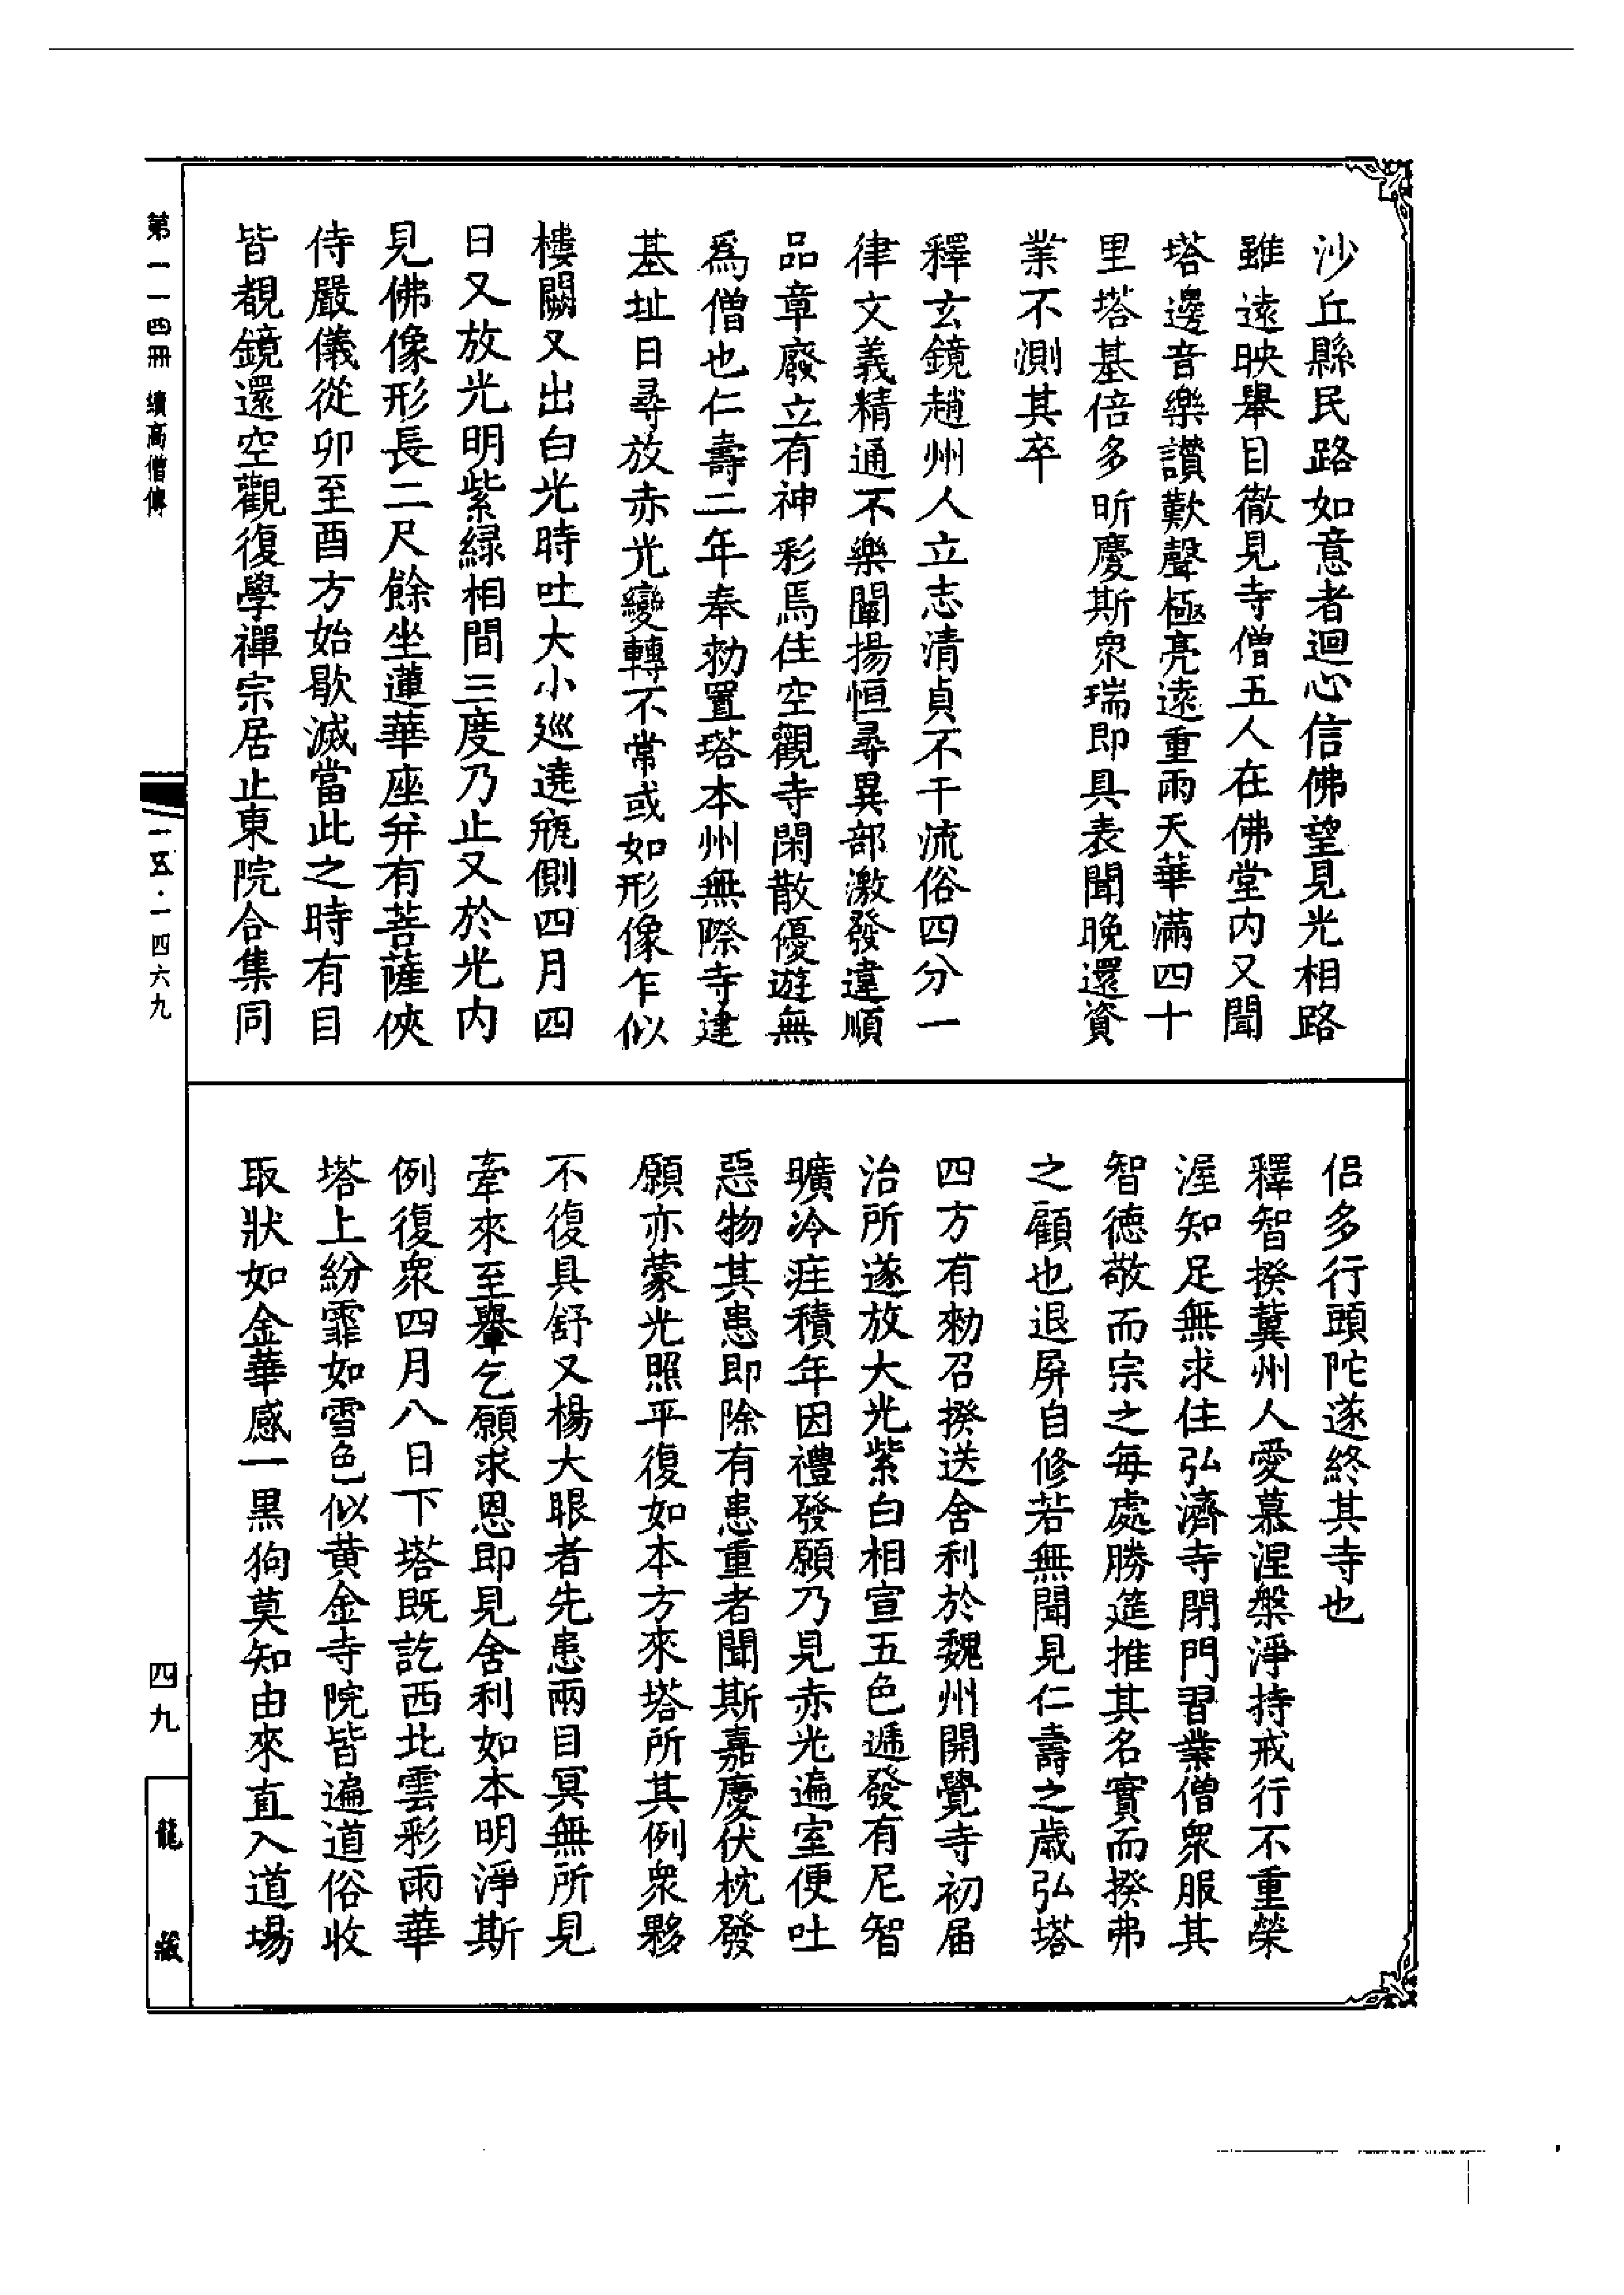 沙丘縣民路如意者迴心信佛望見光相路
雖遠映舉目徹見寺僧五人在佛堂内又聞
塔邊音樂讚歎聲極亮遠重雨天華滿四十
里塔基倍多昕慶斯衆瑞即具表聞晚還資
業不測其卒
釋玄鏡趙州人立志清貞不干流俗四分一
律文義精通不樂闡揚恒尋異部激發違順
品章廢立有神彩焉住空觀寺閑散優遊無
爲僧也仁壽二年奉勑置塔本州無際寺建
基址日尋放赤光變轉不常或如形像乍似
樓闕又出白光時吐大小巡遶瓶側四月四
日又放光明紫緑相間三度乃止又於光内
見佛像形長二尺餘坐蓮華座并有菩薩俠
侍嚴儀從卯至酉方始歇滅當此之時有目
皆覩鏡還空觀復學禪宗居止東院合集同
侣多行頭陀遂終其寺也
釋智揆冀州人愛慕涅槃淨持戒行不重榮
渥知足無求住弘濟寺閉門習業僧衆服其
智德敬而宗之每處勝筵推其名實而揆弗
之顧也退屏自修若無聞見仁壽之歲弘塔
四方有勑召揆送舍利於魏州開覺寺初届
治所遂放大光紫白相宣五色遞發有尼智
曠冷疰積年因禮發願乃見赤光遍室便吐
惡物其患即除有患重者聞斯嘉慶伏枕發
願亦蒙光照平復如本方來塔所其例衆夥
不復具舒又楊大眼者先患兩目冥無所見
牽來至轝乞願求恩即見舍利如本明淨斯
例復衆四月八日下塔既訖西北雲彩雨華
塔上紛霏如雪色似黄金寺院皆遍道俗收
取狀如金華感一黒狗莫知由來直入道場
第一一四冊 續高僧傳
一五·一四六九
四九
龍藏